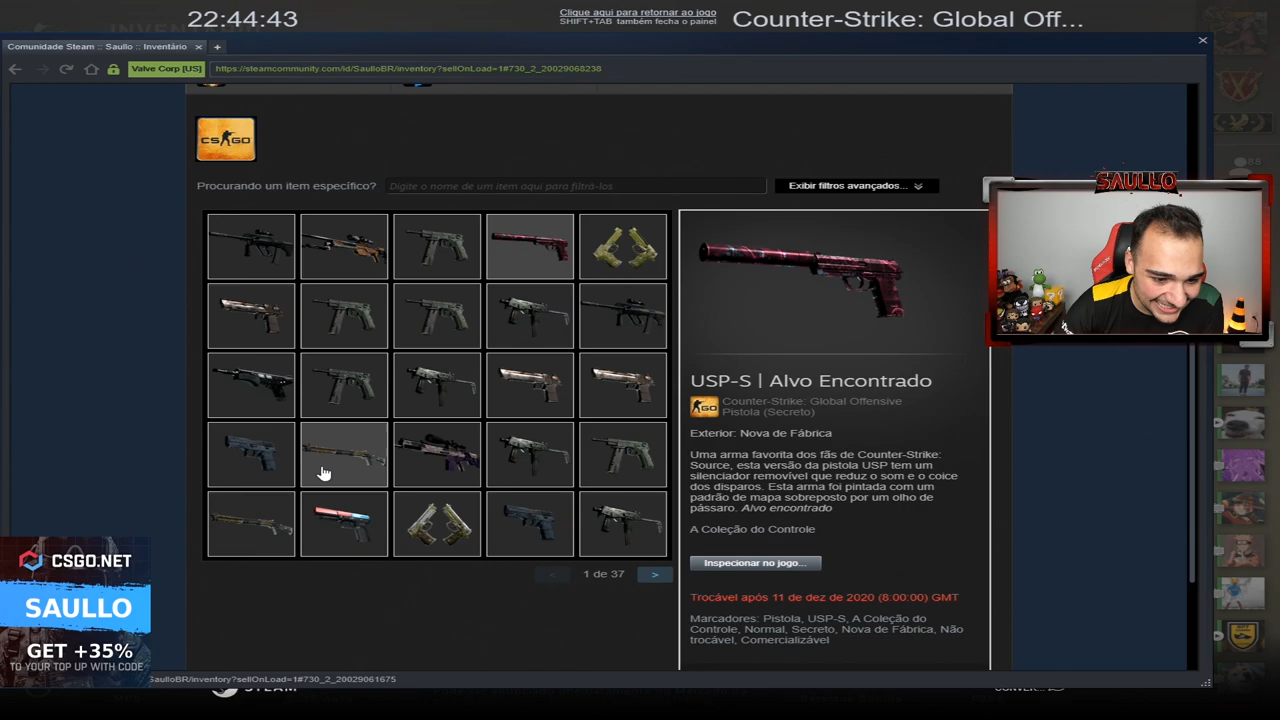 22:44:43
Clique aqui para retornar ao jogo
SHIFT+TAB também fecha o painel
Counter-Strike: Global Off...
Comunidade Steam :: Saullo :: Inventário
Valve Corp [US]
https://steamcommunity.com/id/SaulloBR/inventory?sellOnLoad=1#730_2_20029068238
CS GO
Procurando um item específico?
Digite o nome de um item aqui para filtrá-los
Exibir filtros avançados...
SAULLO
88
USP-S | Alvo Encontrado
Counter-Strike: Global Offensive
Pistola (Secreto)
Exterior: Nova de Fábrica
Uma arma favorita dos fãs de Counter-Strike:
Source, esta versão da pistola USP tem um
silenciador removível que reduz o som e o coice
dos disparos. Esta arma foi pintada com um
padrão de mapa sobreposto por um olho de
pássaro. Alvo encontrado
A Coleção do Controle
Inspecionar no jogo...
1 de 37
Trocável após 11 de dez de 2020 (8:00:00) GMT
Marcadores: Pistola, USP-S, A Coleção do
Controle, Normal, Secreto, Nova de Fábrica, Não
trocável, Comercializável
CSGO.NET
SAULLO
GET +35%
TO YOUR TOP UP WITH CODE
SaulloBR/inventory?sellOnLoad=1#730_2_20029061675
STEAM